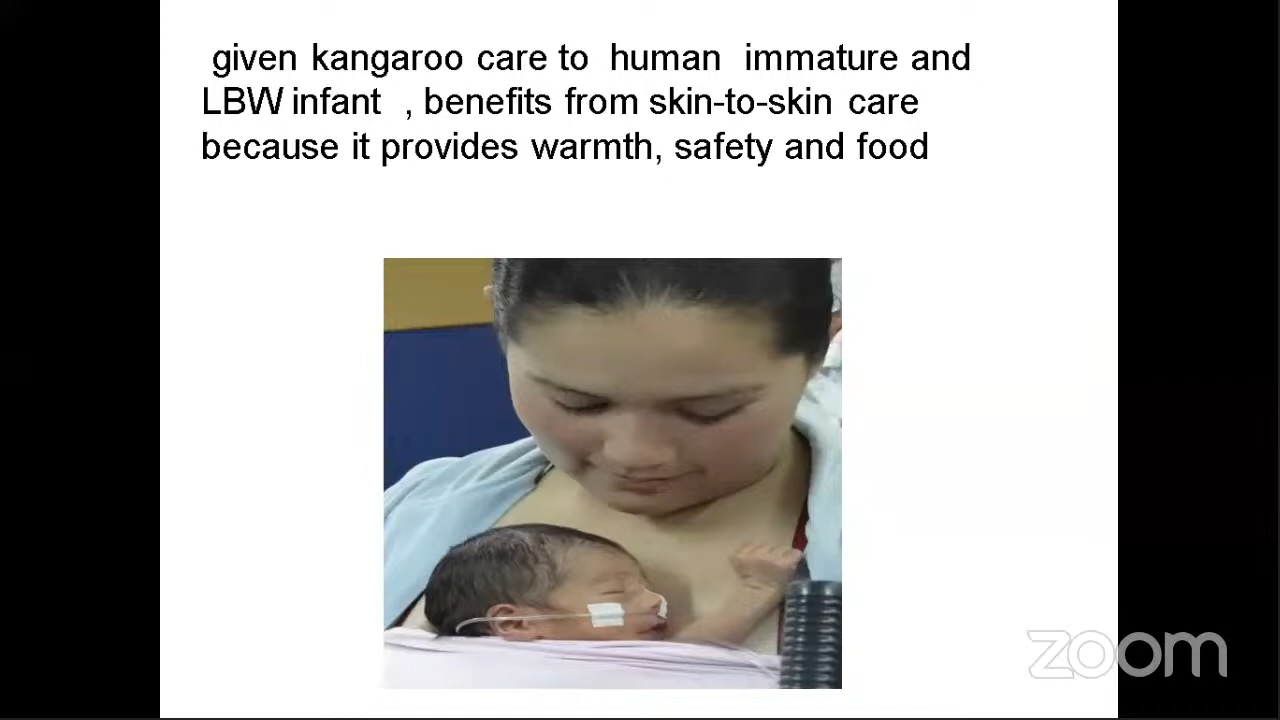 given kangaroo care to human immature and
LBW infant , benefits from skin-to-skin care
because it provides warmth, safety and food
zoom